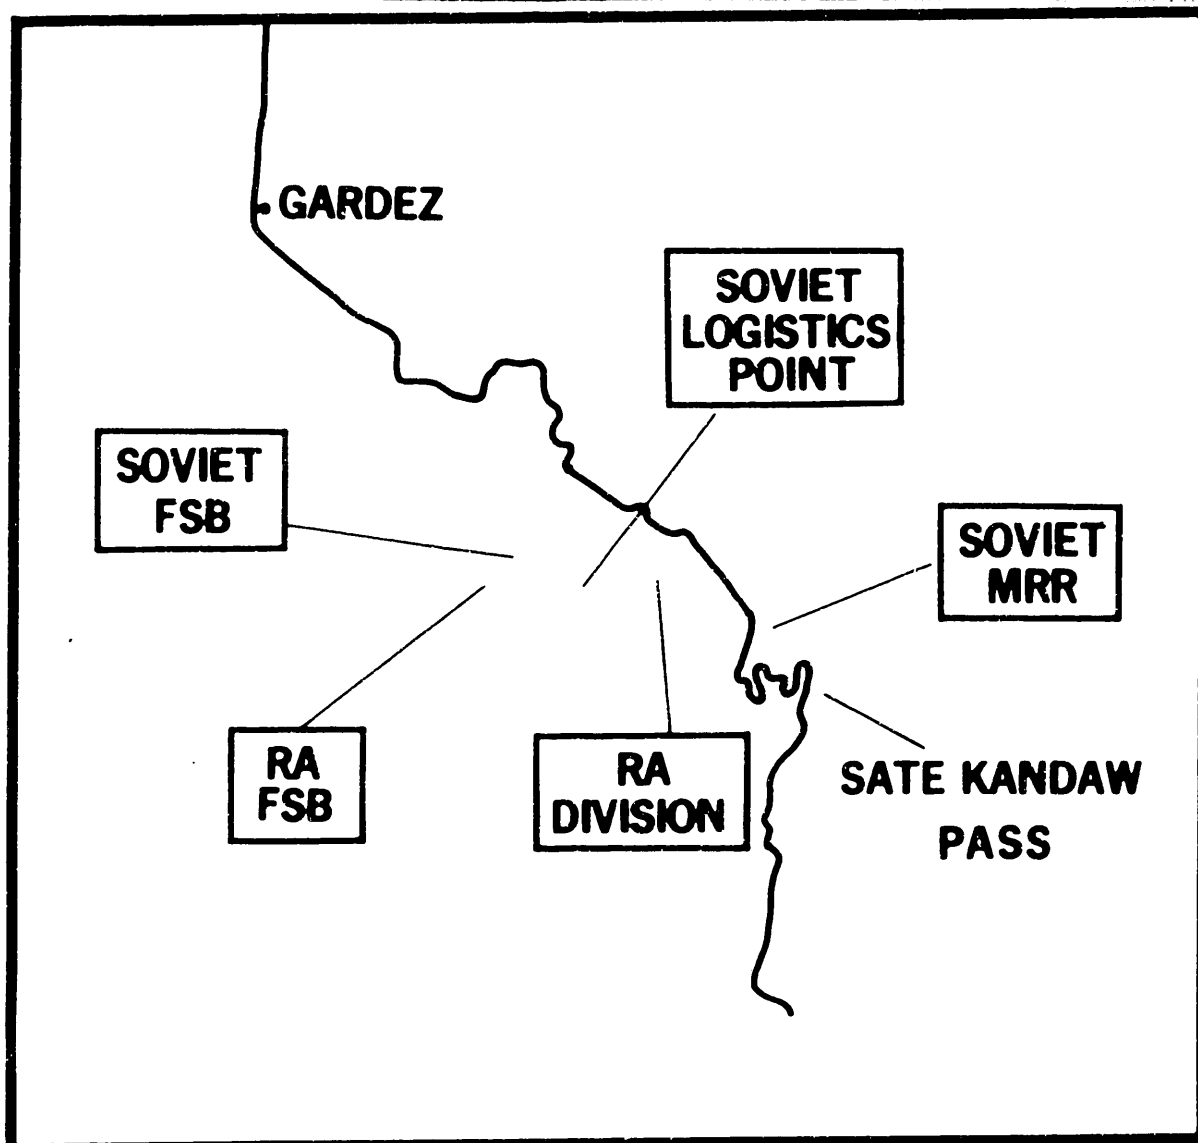 GARDEZ
SOVIET
LOGISTICS
POINT
SOVIET
FSB
SOVIET
MRR
RA
FSB
RA
DIVISION
SATE KANDAW
PASS